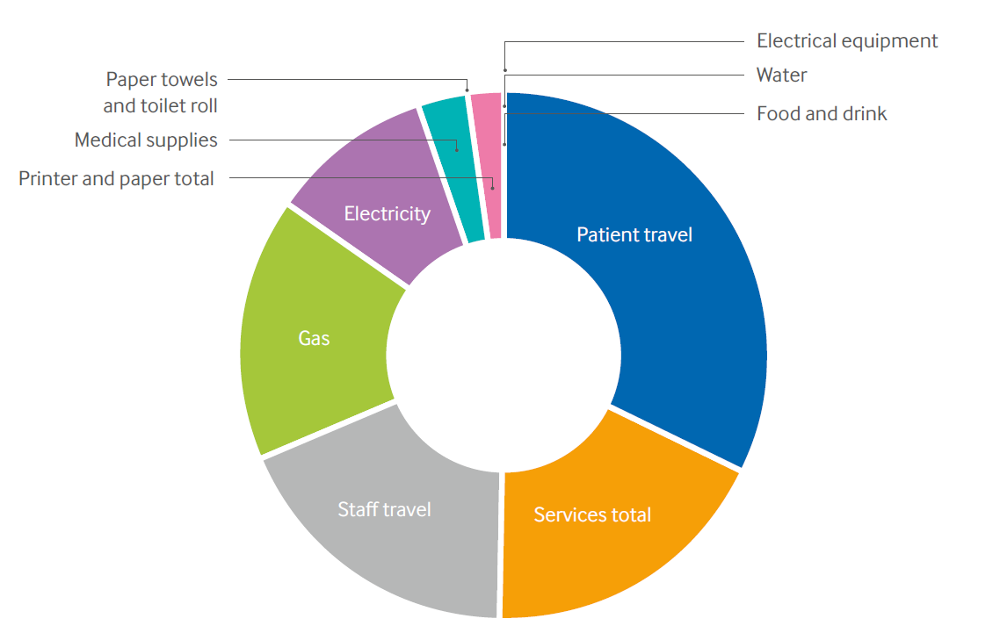 Electrical equipment
Paper towels
and toilet roll
Water
Food and drink
Medical supplies
Printer and paper total
Electricity
Patient travel
Gas
Staff travel
Services total